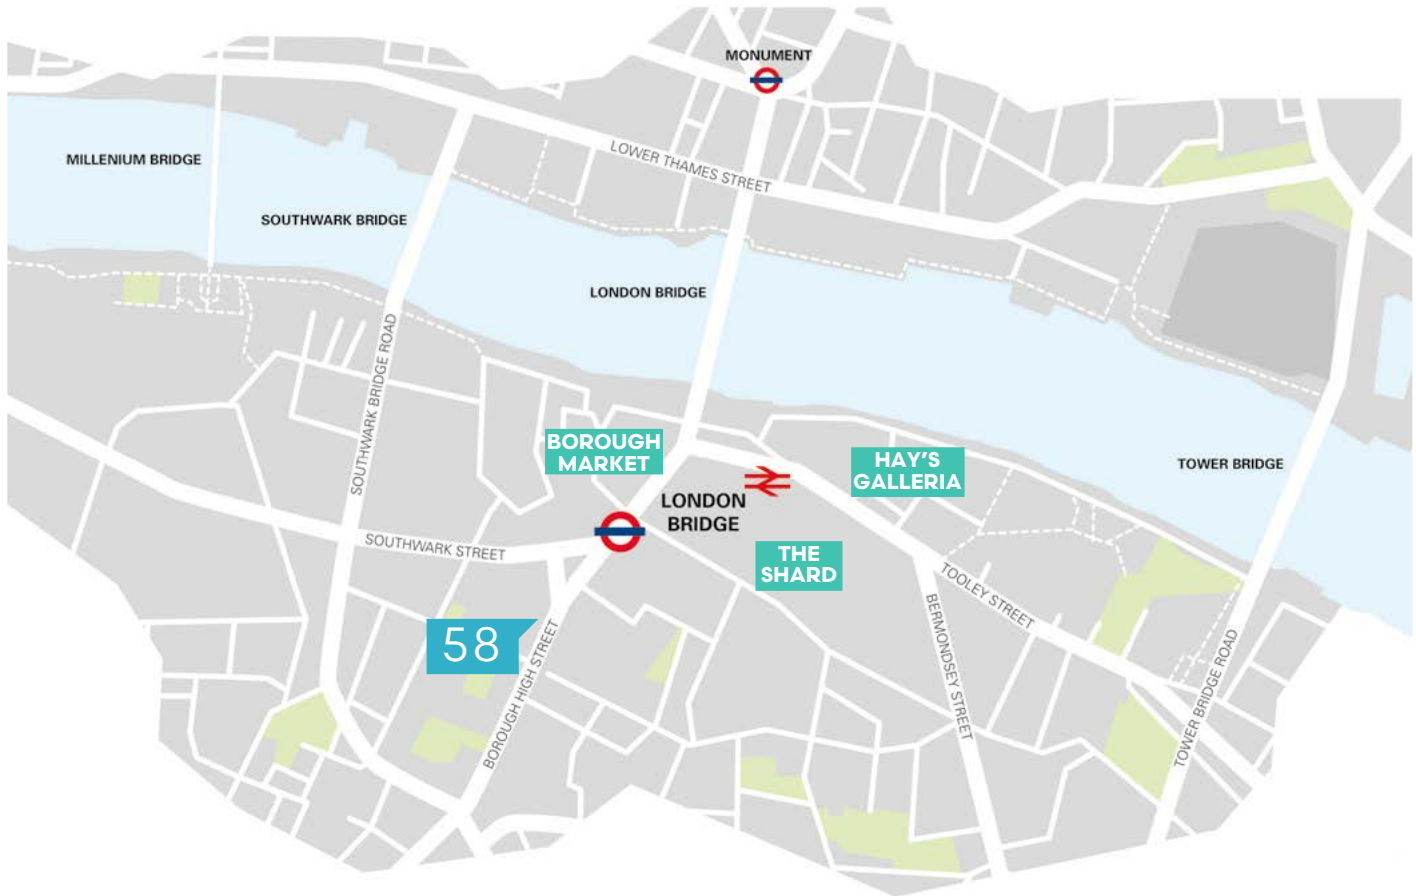 MONUMENT
LOWER THAMES STREET
MILLENIUM BRIDGE
SOUTHWARK BRIDGE
LONDON BRIDGE
SOUTHWARK BRIDGE ROAD
BOROUGH
MARKET
HAY'S
GALLERIA
TOWER BRIDGE
LONDON
BRIDGE
SOUTHWARK STREET
THE
SHARD
TOOLEY STREET
58
BOROUGH HIGH STREET
BERMONDSEY STREET
TOWER BRIDGE ROAD